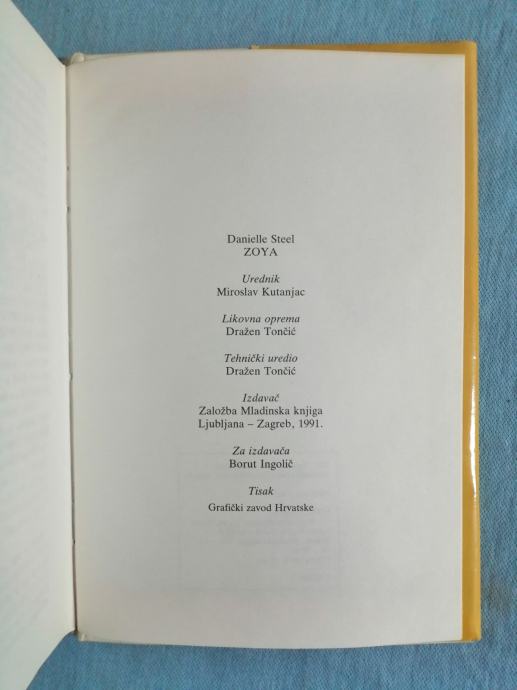 Danielle Steel
ZOYA
Urednik
Miroslav Kutanjac
Likovna oprema
Dražen Tončić
Tehnički uredio
Dražen Tončić
Izdavač
Založba Mladinska knjiga
Ljubljana – Zagreb, 1991.
Za izdavača
Borut Ingolič
Tisak
Grafički zavod Hrvatske